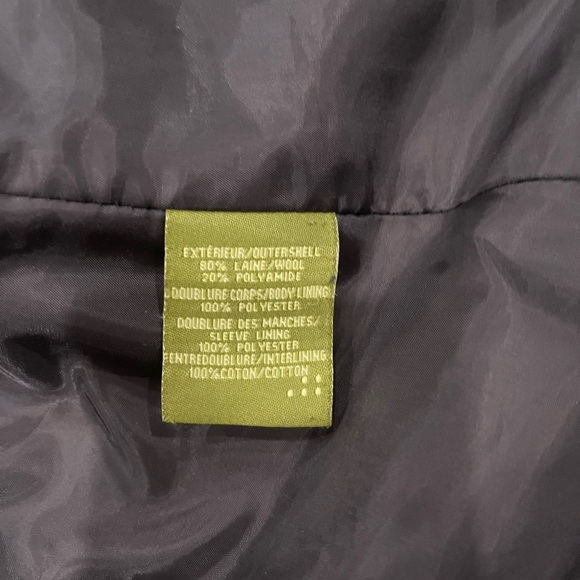 EXTÉRIEUR/OUTERSHELL
80% LAINE/WOOL
20% POLYAMIDE
DOUBLURE CORPS/BODY LINING
100% POLYESTER
DOUBLURE DES MANCHES/
SLEEVE LINING
100% POLYESTER
ENTREDOUBLURE/INTERLINING
100%COTON/COTTON